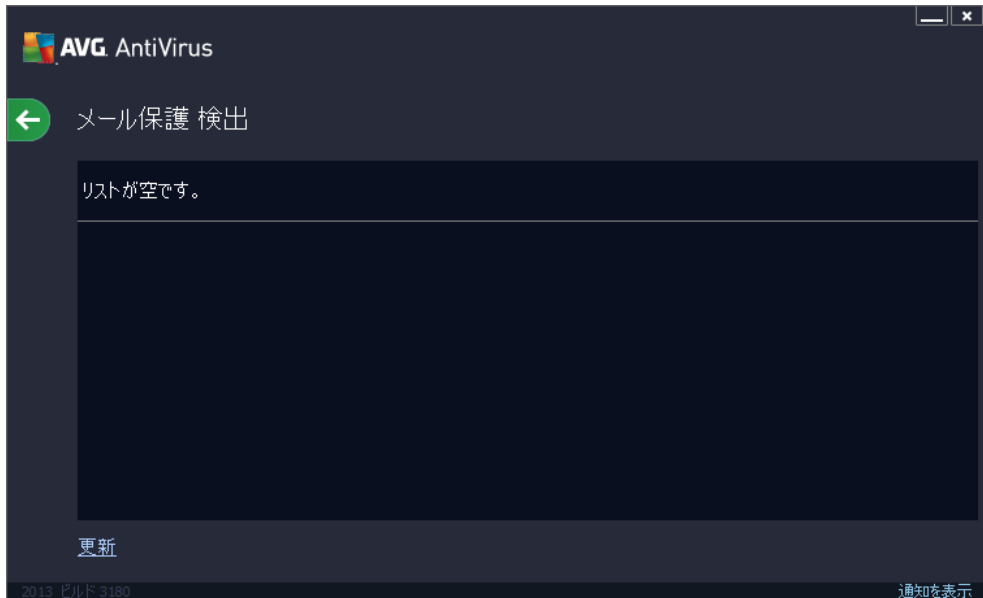 AVG. AntiVirus
メール保護 検出
リストが空です。
更新
2013 ビルド 3180
通知を表示